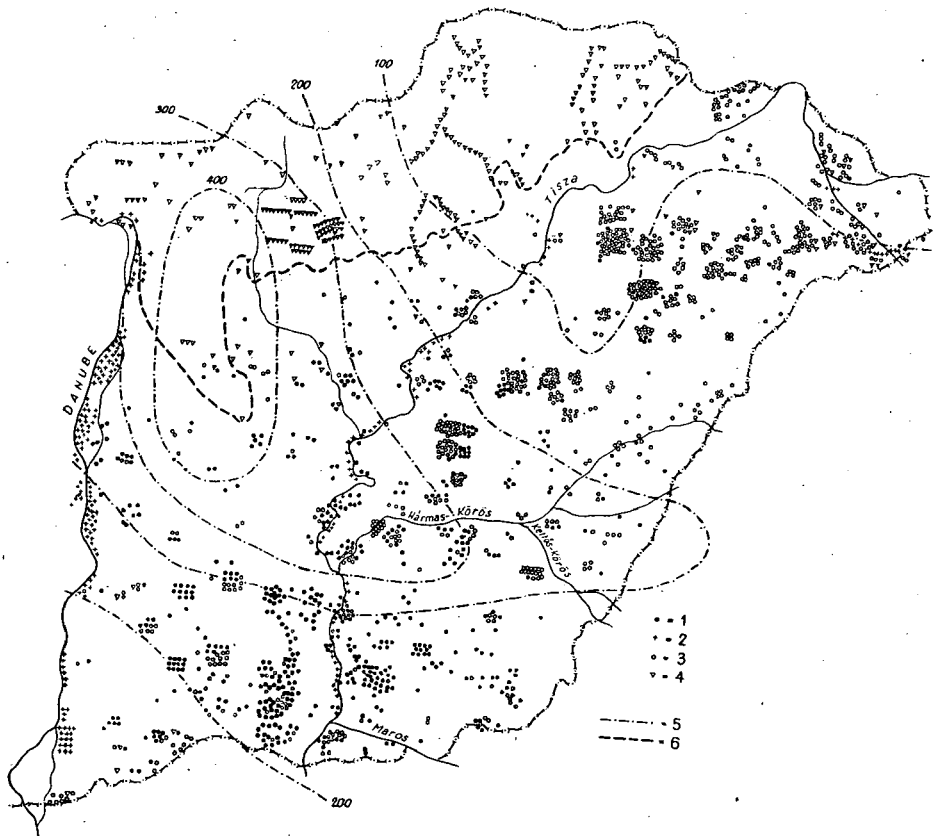 100
200
300
400
Tisza
DANUBE
Hármas-Körös
Kettős-Körös
• = 1
+ = 2
○ = 3
▽ = 4
5
6
Maros
200